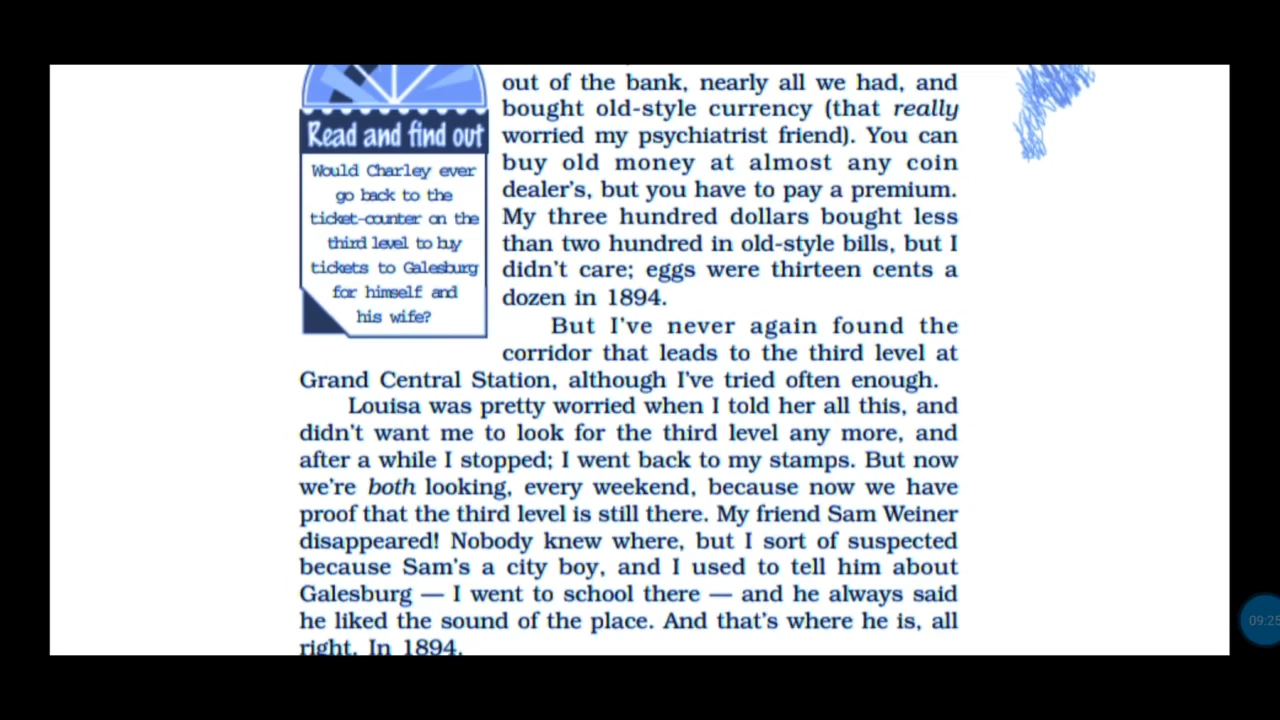 Read and find out
Would Charley ever
go back to the
ticket-counter on the
third level to buy
tickets to Galesburg
for himself and
his wife?
out of the bank, nearly all we had, and
bought old-style currency (that really
worried my psychiatrist friend). You can
buy old money at almost any coin
dealer's, but you have to pay a premium.
My three hundred dollars bought less
than two hundred in old-style bills, but I
didn't care; eggs were thirteen cents a
dozen in 1894.
But I've never again found the
corridor that leads to the third level at
Grand Central Station, although I've tried often enough.
Louisa was pretty worried when I told her all this, and
didn't want me to look for the third level any more, and
after a while I stopped; I went back to my stamps. But now
we're both looking, every weekend, because now we have
proof that the third level is still there. My friend Sam Weiner
disappeared! Nobody knew where, but I sort of suspected
because Sam's a city boy, and I used to tell him about
Galesburg — I went to school there — and he always said
he liked the sound of the place. And that's where he is, all
right. In 1894.
09:25